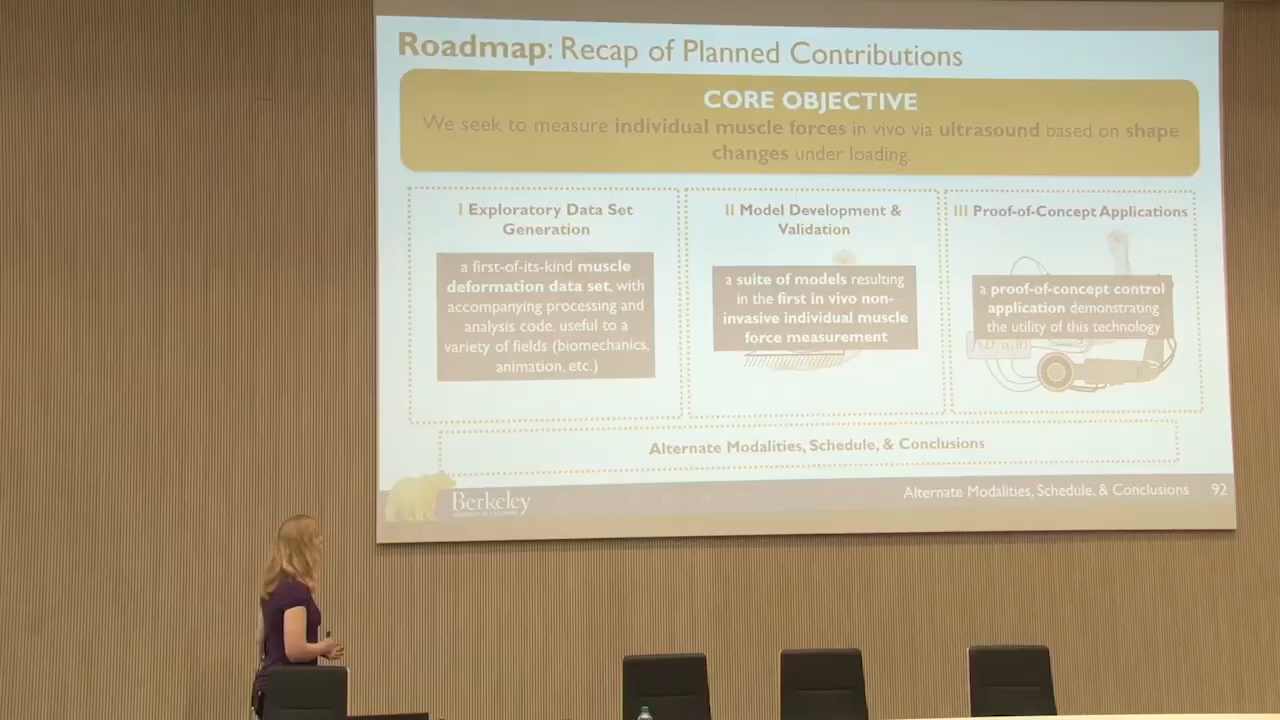 Roadmap: Recap of Planned Contributions
CORE OBJECTIVE
We seek to measure individual muscle forces in vivo via ultrasound based on shape
changes under loading.
I Exploratory Data Set
Generation
a first-of-its-kind muscle
deformation data set, with
accompanying processing and
analysis code, useful to a
variety of fields (biomechanics,
animation, etc.)
II Model Development &
Validation
a suite of models resulting
in the first in vivo non-
invasive individual muscle
force measurement
III Proof-of-Concept Applications
a proof-of-concept control
application demonstrating
the utility of this technology
Alternate Modalities, Schedule, & Conclusions
Berkeley
Alternate Modalities, Schedule, & Conclusions 92